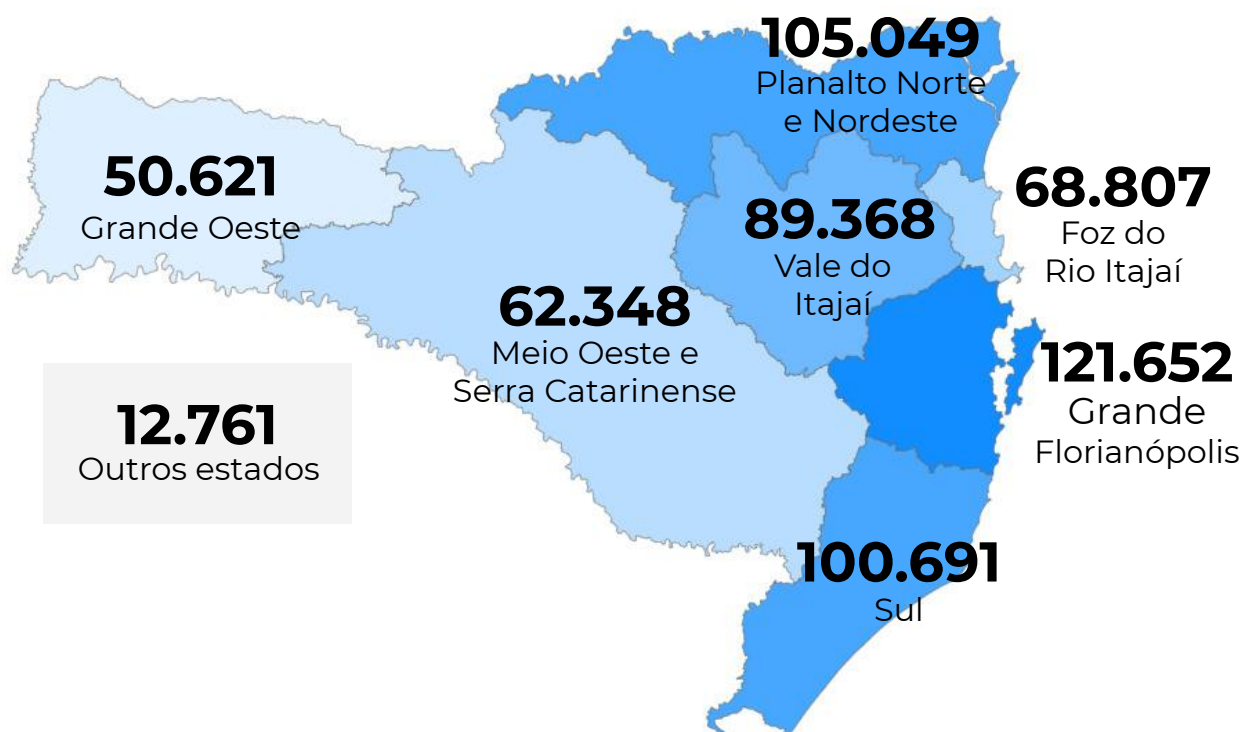 105.049
Planalto Norte
e Nordeste
50.621
Grande Oeste
68.807
Foz do
Rio Itajaí
89.368
Vale do
Itajaí
62.348
Meio Oeste e
Serra Catarinense
121.652
Grande
Florianópolis
12.761
Outros estados
100.691
Sul